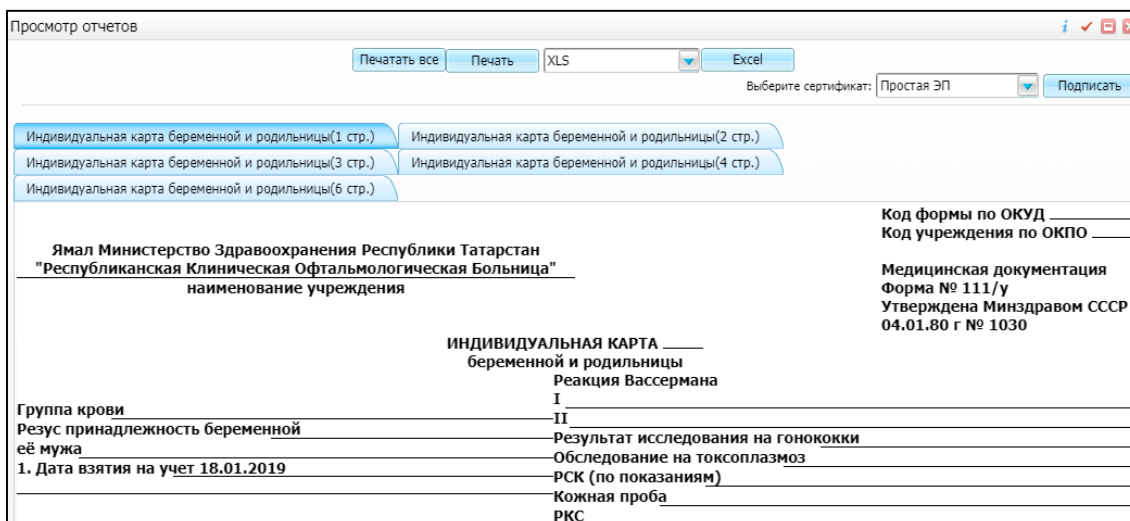 Просмотр отчетов
Печатать все Печать XLS Excel
Выберите сертификат: Простая ЭП Подписать
Индивидуальная карта беременной и родильницы(1 стр.) Индивидуальная карта беременной и родильницы(2 стр.)
Индивидуальная карта беременной и родильницы(3 стр.) Индивидуальная карта беременной и родильницы(4 стр.)
Индивидуальная карта беременной и родильницы(6 стр.)
Код формы по ОКУД
Код учреждения по ОКПО
Ямал Министерство Здравоохранения Республики Татарстан
"Республиканская Клиническая Офтальмологическая Больница"
наименование учреждения
Медицинская документация
Форма № 111/у
Утверждена Минздравом СССР
04.01.80 г № 1030
ИНДИВИДУАЛЬНАЯ КАРТА
беременной и родильницы
Группа крови
Резус принадлежность беременной
её мужа
1. Дата взятия на учет 18.01.2019
Реакция Вассермана
I
II
Результат исследования на гонококки
Обследование на токсоплазмоз
РСК (по показаниям)
Кожная проба
РКС